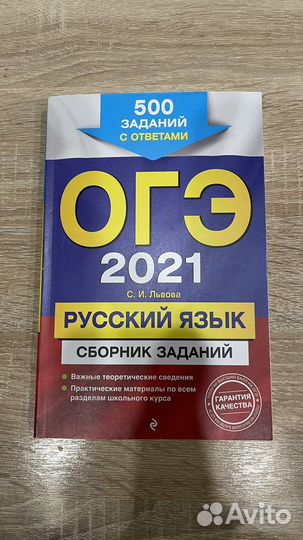 500
ЗАДАНИЙ
С ОТВЕТАМИ
ОГЭ
2021
С. И. Львова
РУССКИЙ ЯЗЫК
СБОРНИК ЗАДАНИЙ
• Важные теоретические сведения
• Практические материалы по всем
разделам школьного курса
ГАРАНТИЯ
КАЧЕСТВА
Avito